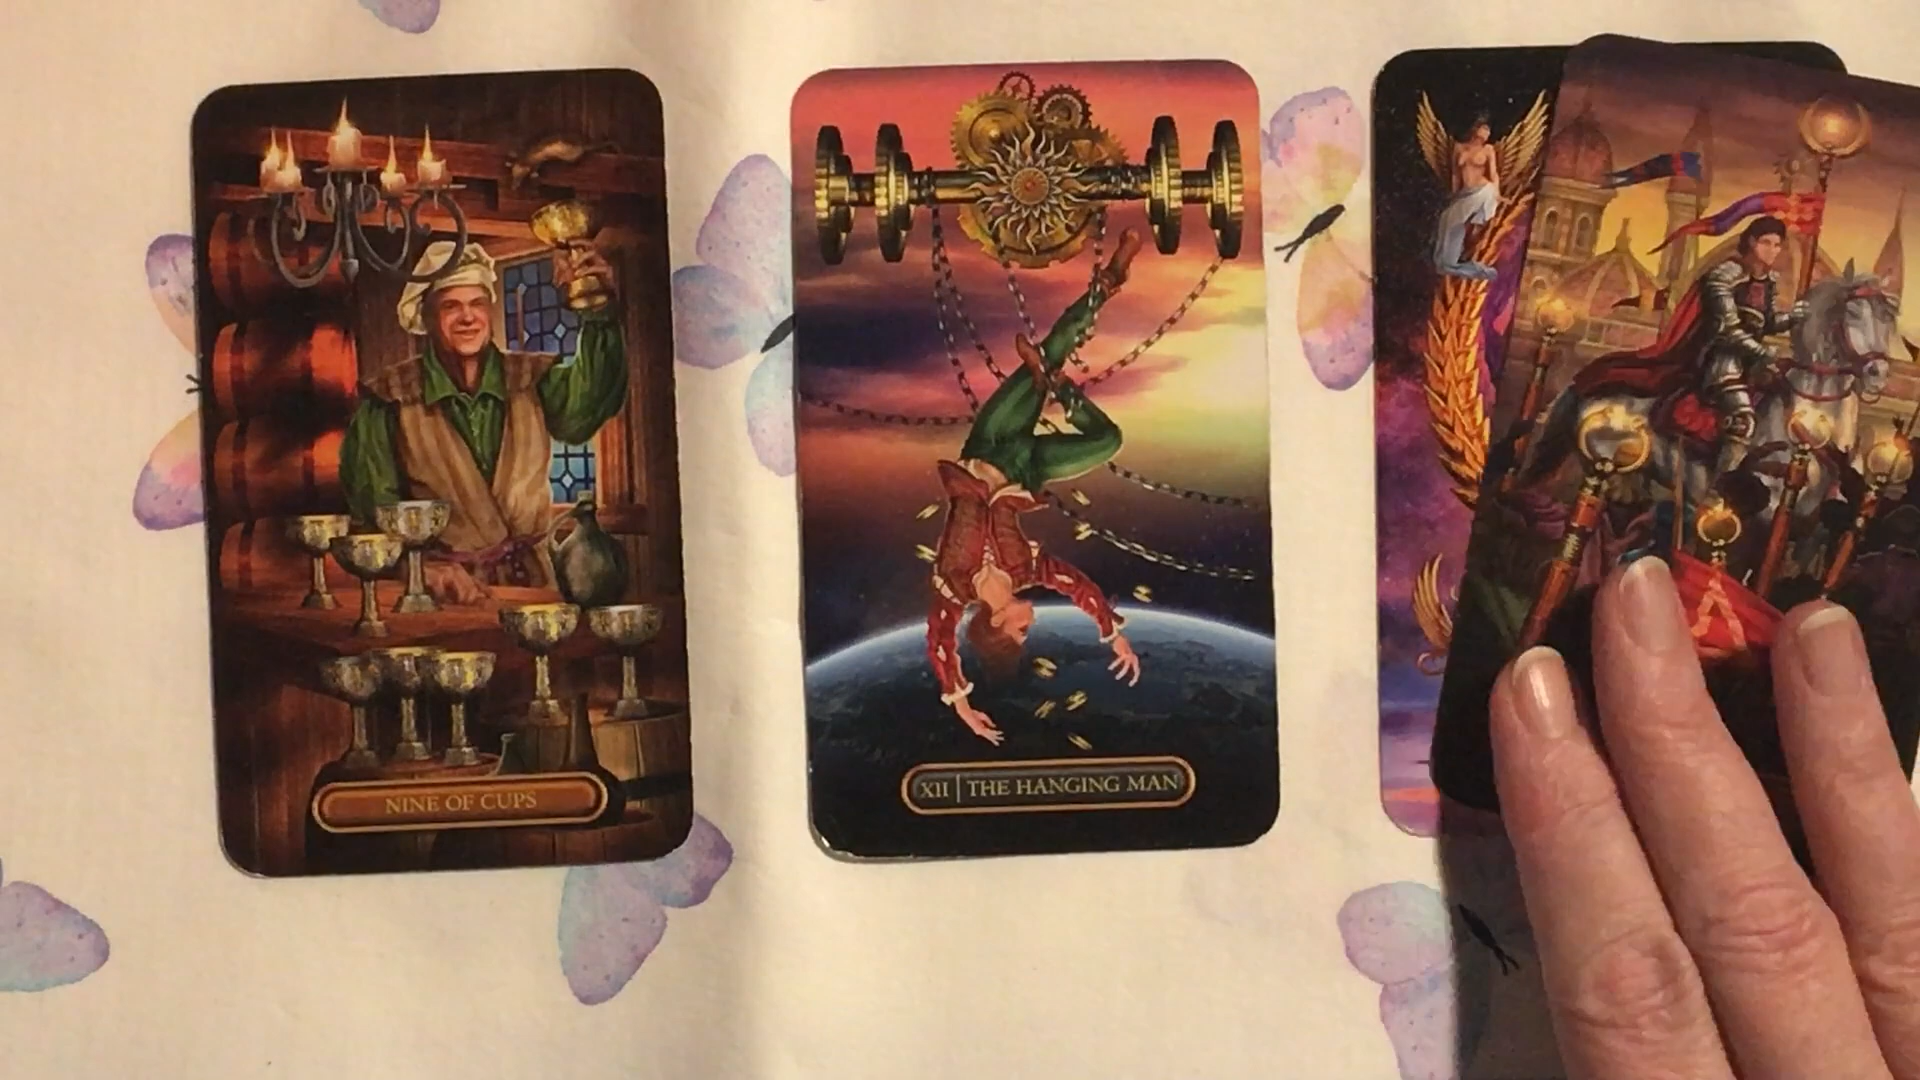 NINE OF CUPS
XII | THE HANGING MAN